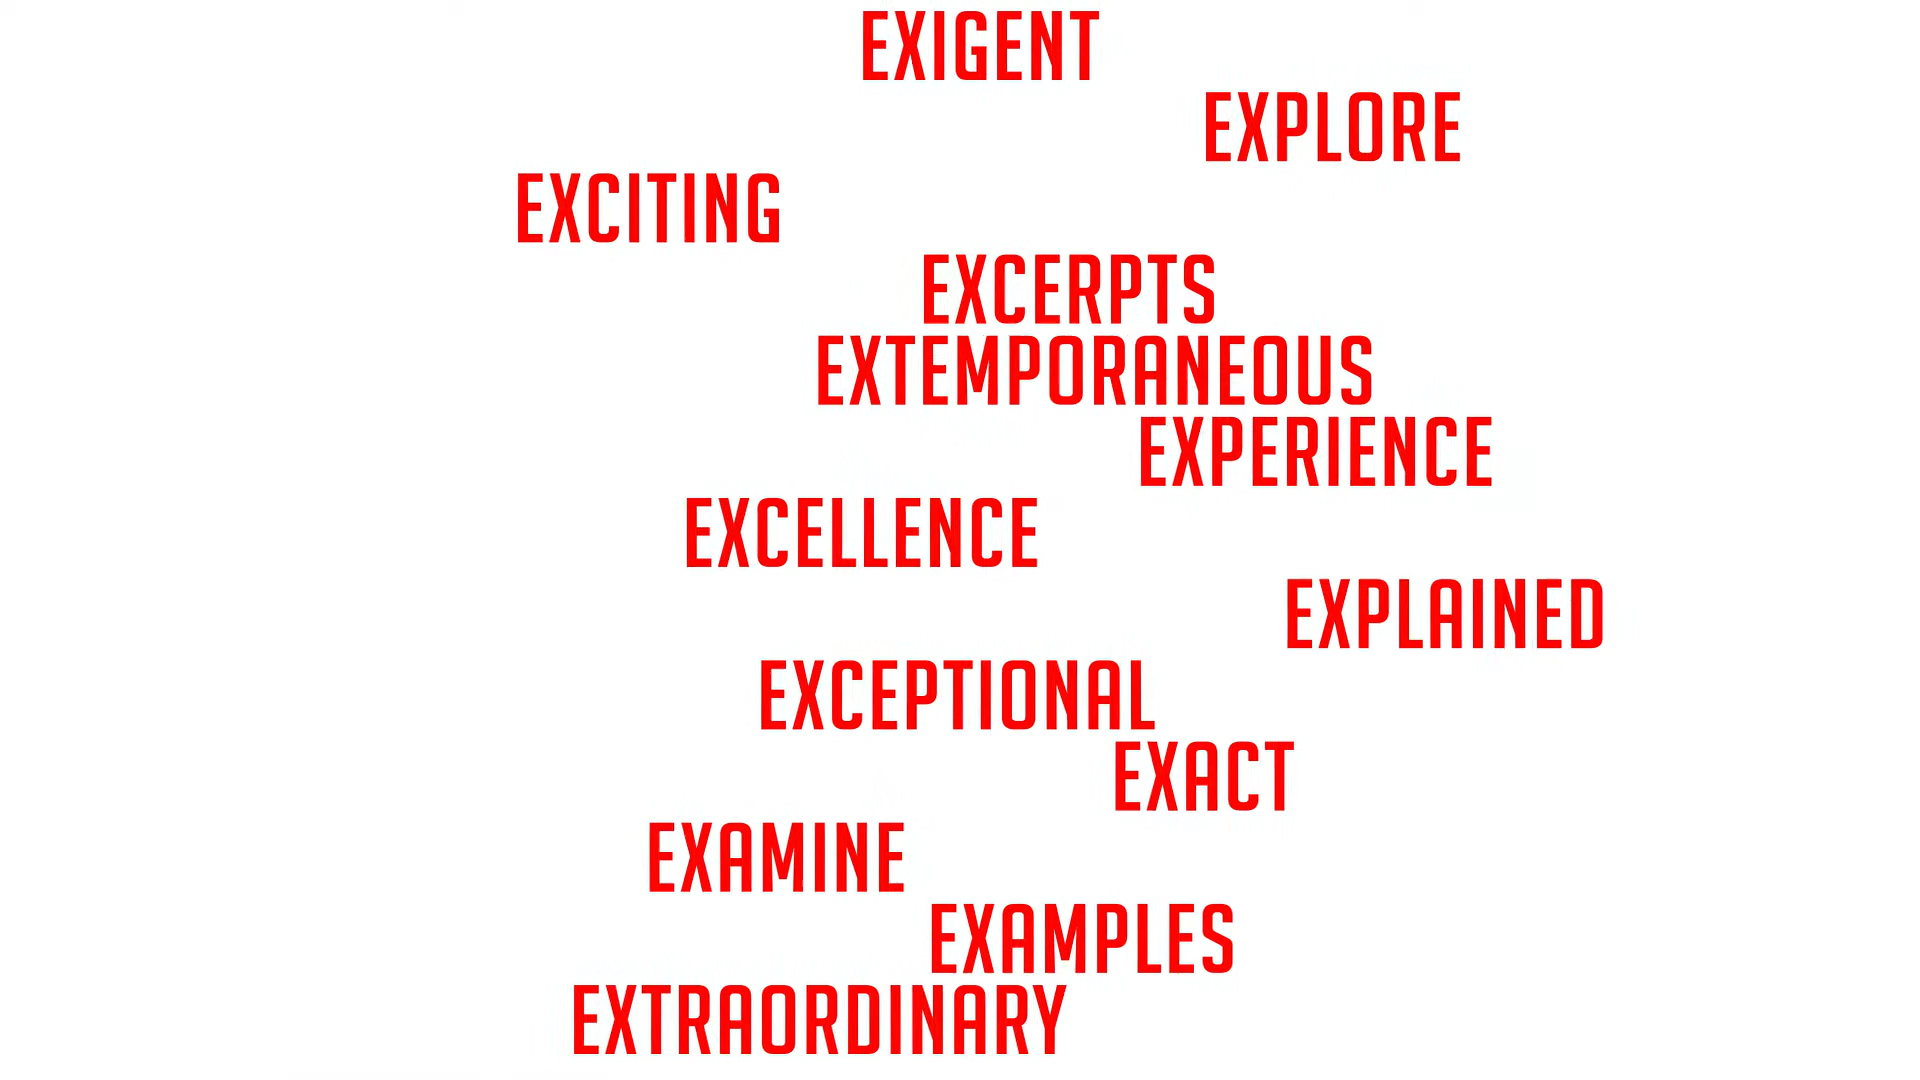 EXIGENT
EXPLORE
EXCITING
EXCERPTS
EXTEMPORANEOUS
EXPERIENCE
EXCELLENCE
EXPLAINED
EXCEPTIONAL
EXACT
EXAMINE
EXAMPLES
EXTRAORDINARY